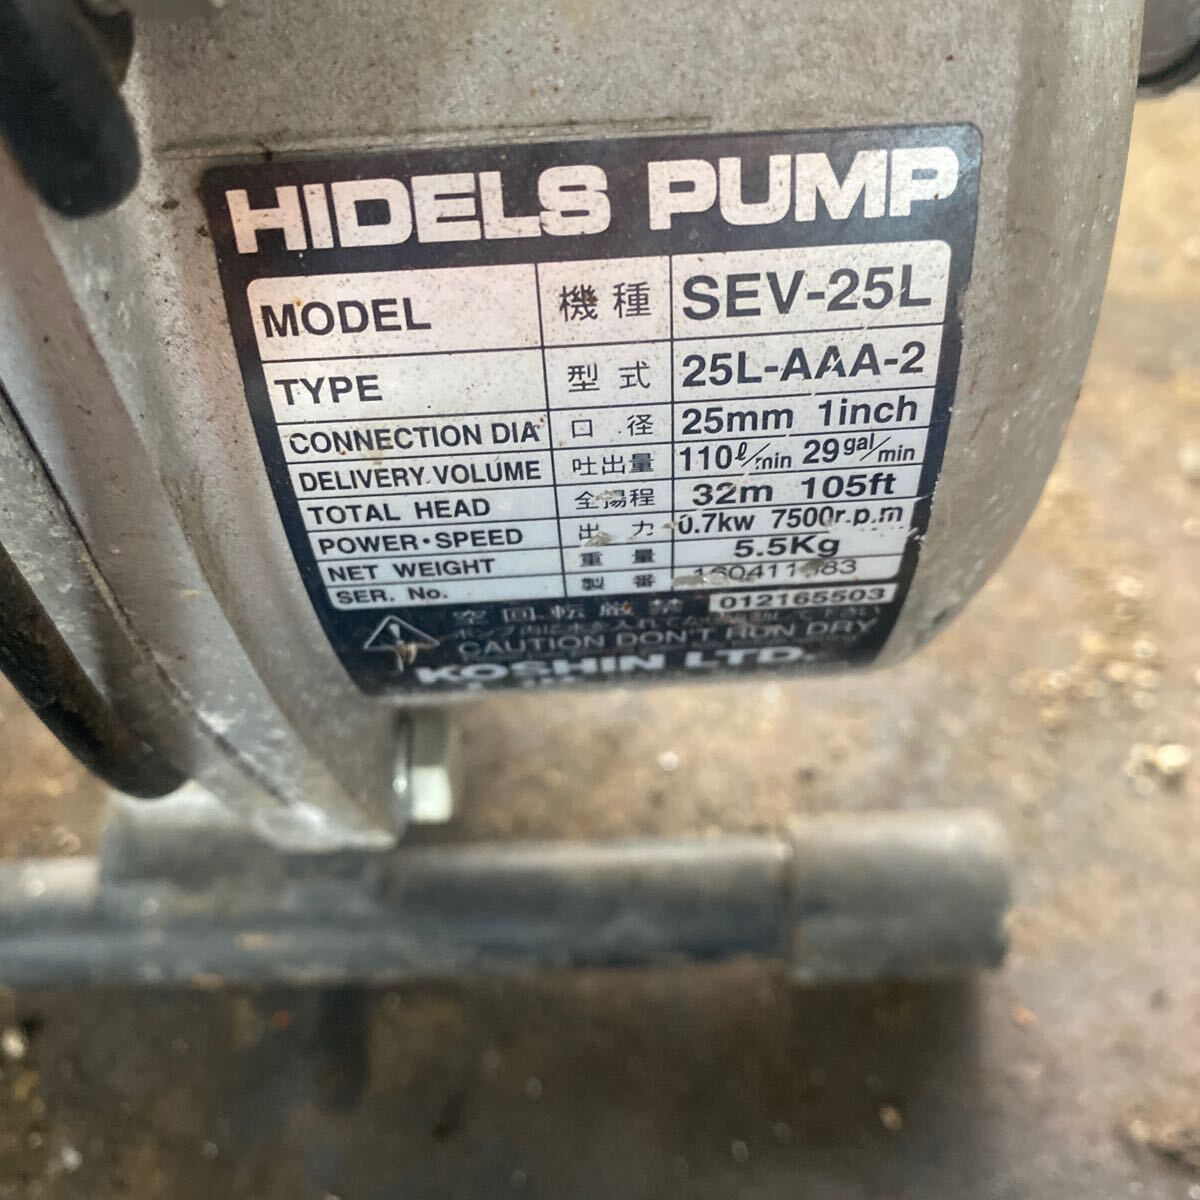 HIDELS PUMP
MODEL 機種 SEV-25L
TYPE 型式 25L-AAA-2
CONNECTION DIA 口径 25mm 1inch
DELIVERY.VOLUME 吐出量 110ℓ/min 29gal/min
TOTAL HEAD 全揚程 32m 105ft
POWER・SPEED 出力 0.7kw 7500r.p.m
NET WEIGHT 重量 5.5Kg
SER. No. 製番
012165503
空回転厳禁
CAUTION DON'T RUN DRY
KOSHIN LTD.